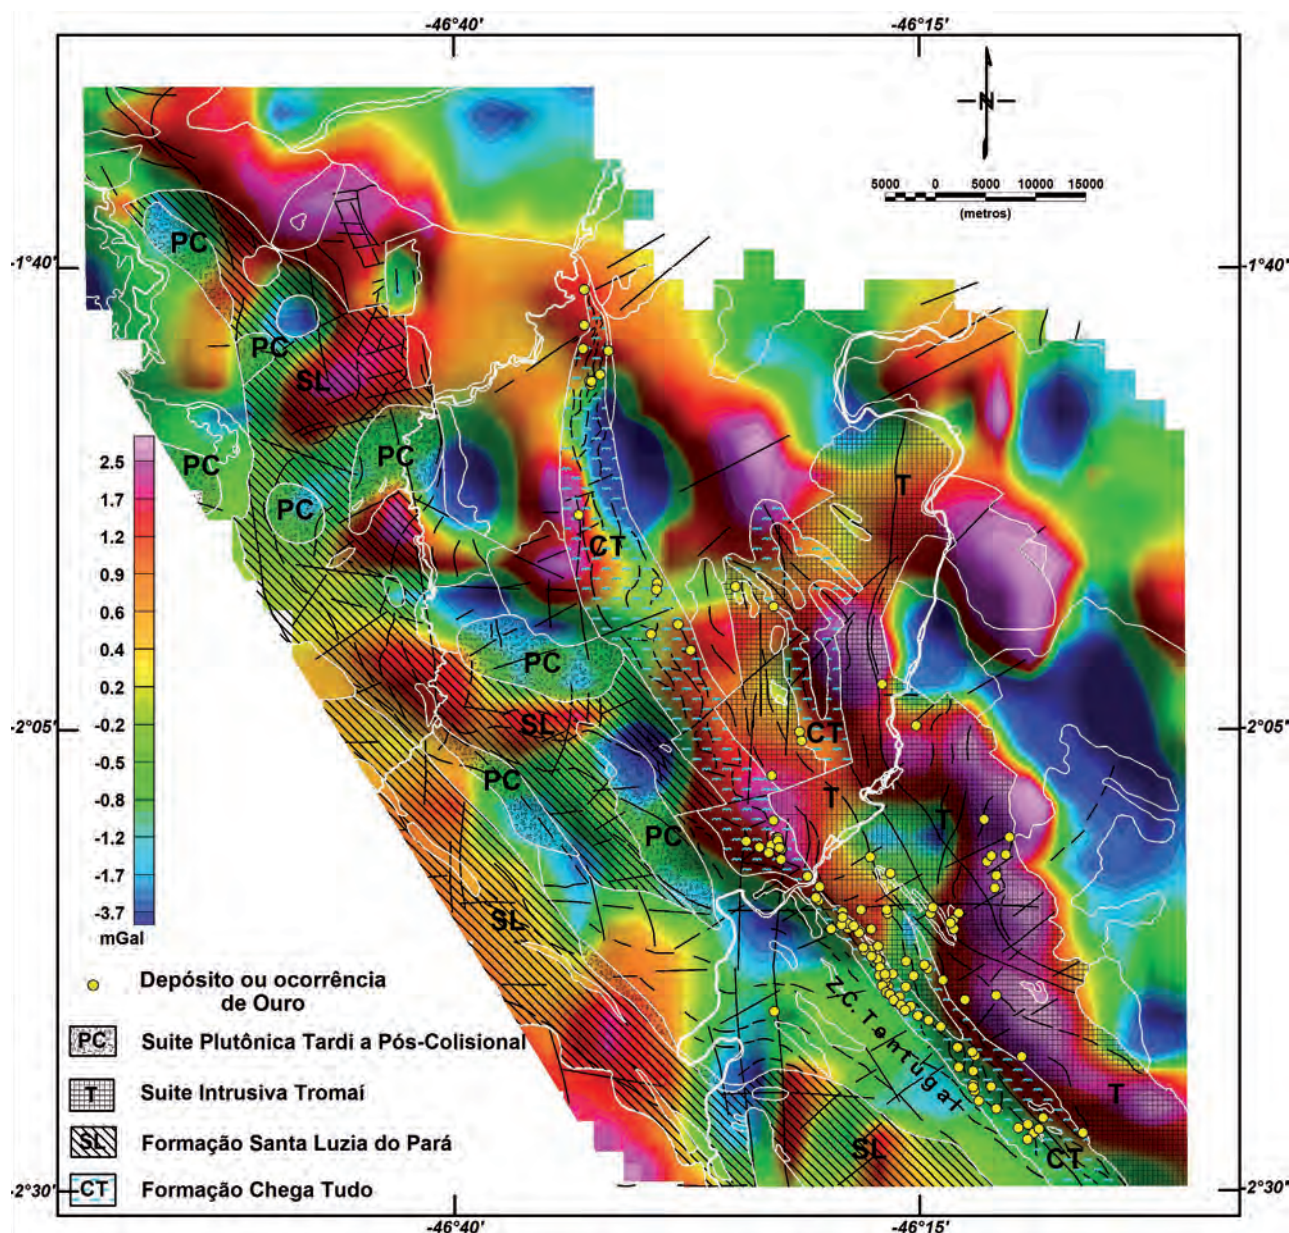 -46°40'
-46°15'
N
5000 0 5000 10000 15000
(metros)
-1°40'
-1°40'
PC
PC
SL
PC
PC
PC
T
CT
PC
SL
CT
PC
T
T
PC
SL
2.5
1.7
1.2
0.9
0.6
0.4
0.2
-0.2
-0.5
-0.8
-1.2
-1.7
-3.7
mGal
-2°05'
-2°05'
Z.C. Tentugal
T
SL
CT
Depósito ou ocorrência
de Ouro
PC Suite Plutônica Tardi a Pós-Colisional
T Suite Intrusiva Tromaí
SL Formação Santa Luzia do Pará
CT Formação Chega Tudo
-2°30'
-2°30'
-46°40'
-46°15'